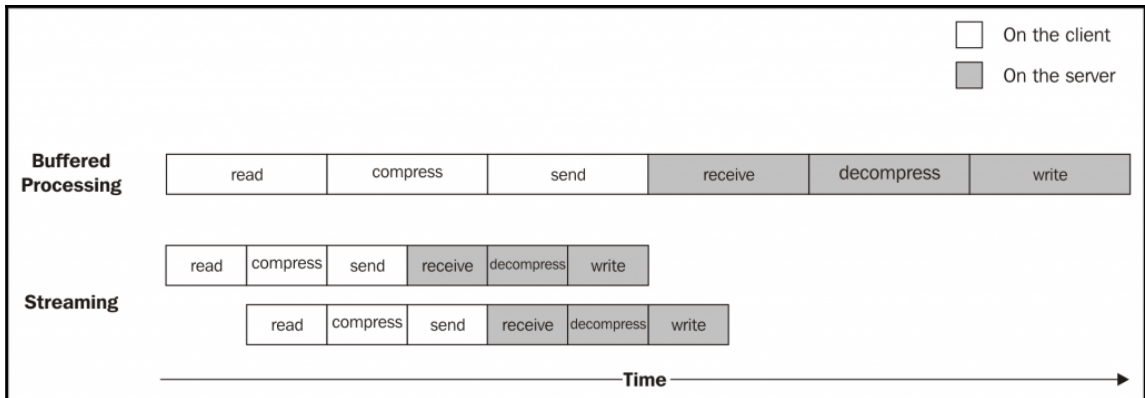 On the client
On the server
Buffered
Processing
read compress send receive decompress write
Streaming
read compress send receive decompress write
read compress send receive decompress write
Time